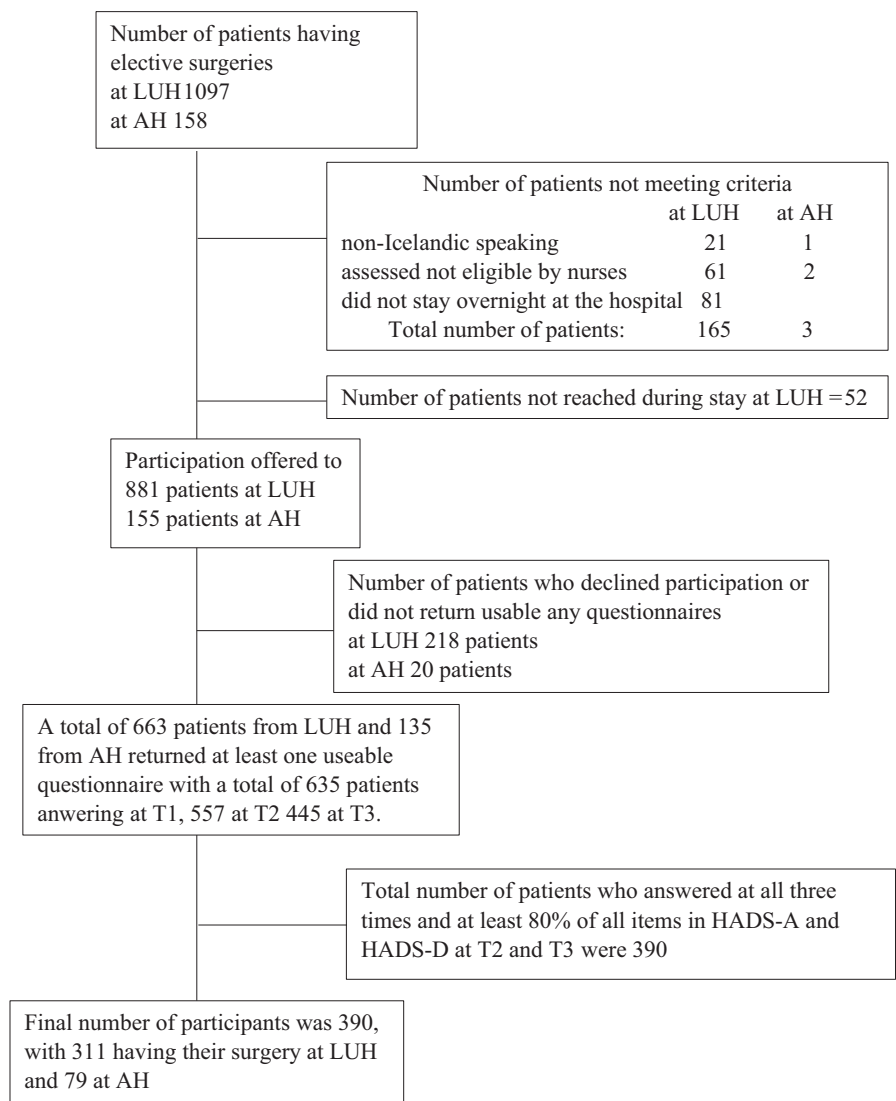 Number of patients having
elective surgeries
at LUH1097
at AH 158
Number of patients not meeting criteria
at LUH at AH
non-Icelandic speaking 21 1
assessed not eligible by nurses 61 2
did not stay overnight at the hospital 81
Total number of patients: 165 3
Number of patients not reached during stay at LUH =52
Participation offered to
881 patients at LUH
155 patients at AH
Number of patients who declined participation or
did not return usable any questionnaires
at LUH 218 patients
at AH 20 patients
A total of 663 patients from LUH and 135
from AH returned at least one useable
questionnaire with a total of 635 patients
anwering at T1, 557 at T2 445 at T3.
Total number of patients who answered at all three
times and at least 80% of all items in HADS-A and
HADS-D at T2 and T3 were 390
Final number of participants was 390,
with 311 having their surgery at LUH
and 79 at AH